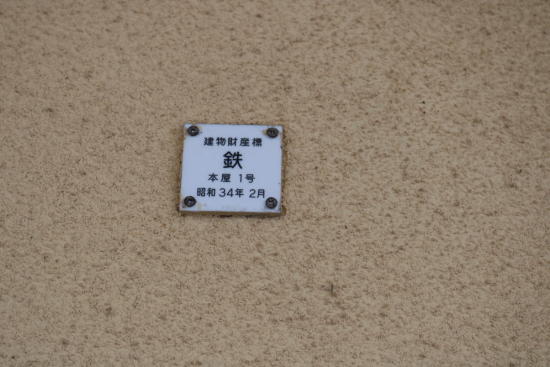 建物財産標
鉄
本屋 1号
昭和34年 2月